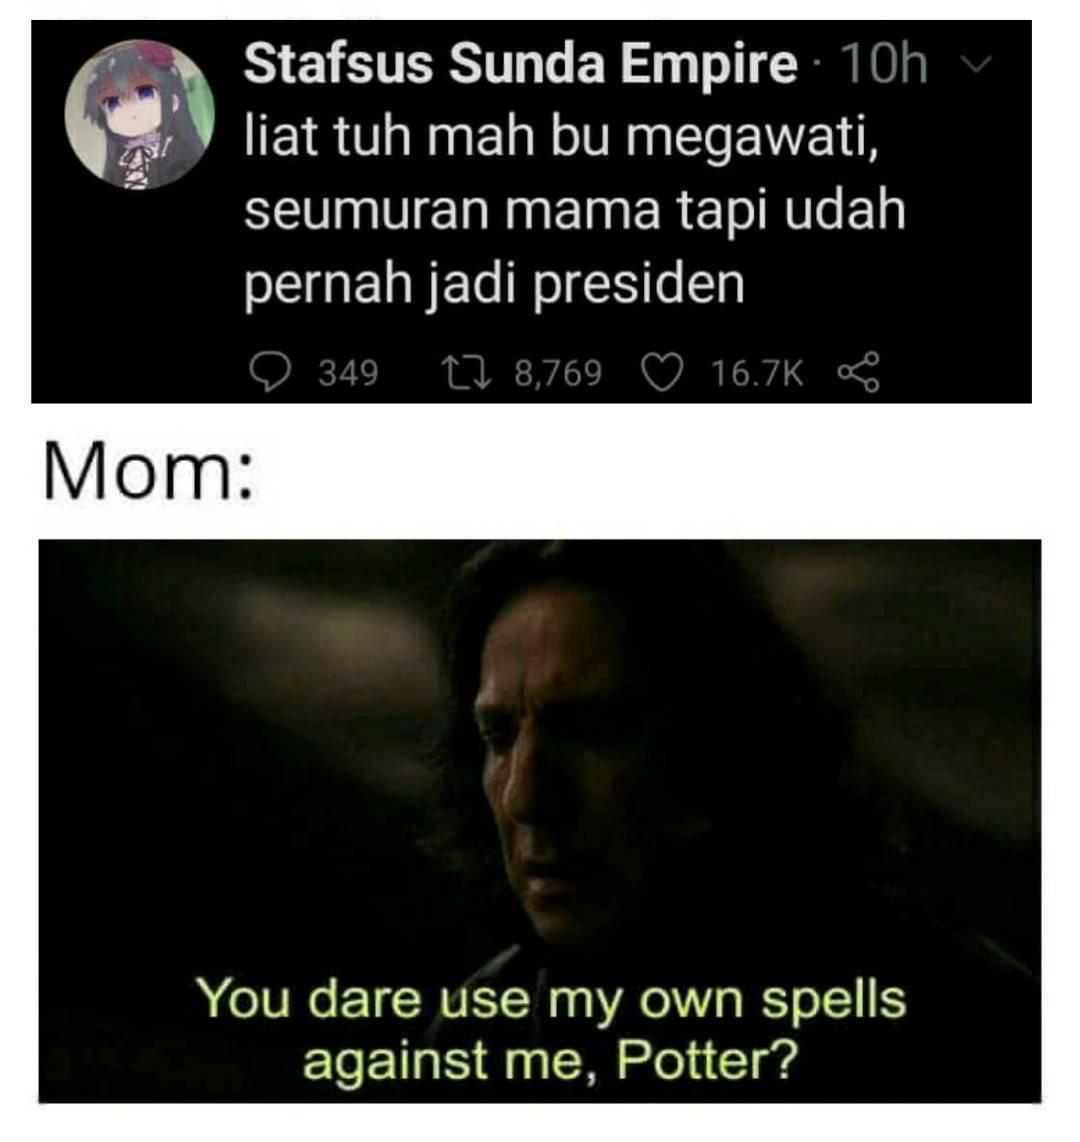 Stafsus Sunda Empire · 10h
liat tuh mah bu megawati,
seumuran mama tapi udah
pernah jadi presiden
349 8,769 16.7K
Mom:
You dare use my own spells
against me, Potter?